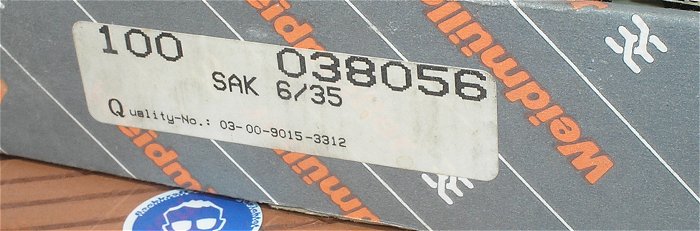 100 038056
SAK 6/35
Quality-No.: 03-00-9015-3312
Weidmüller